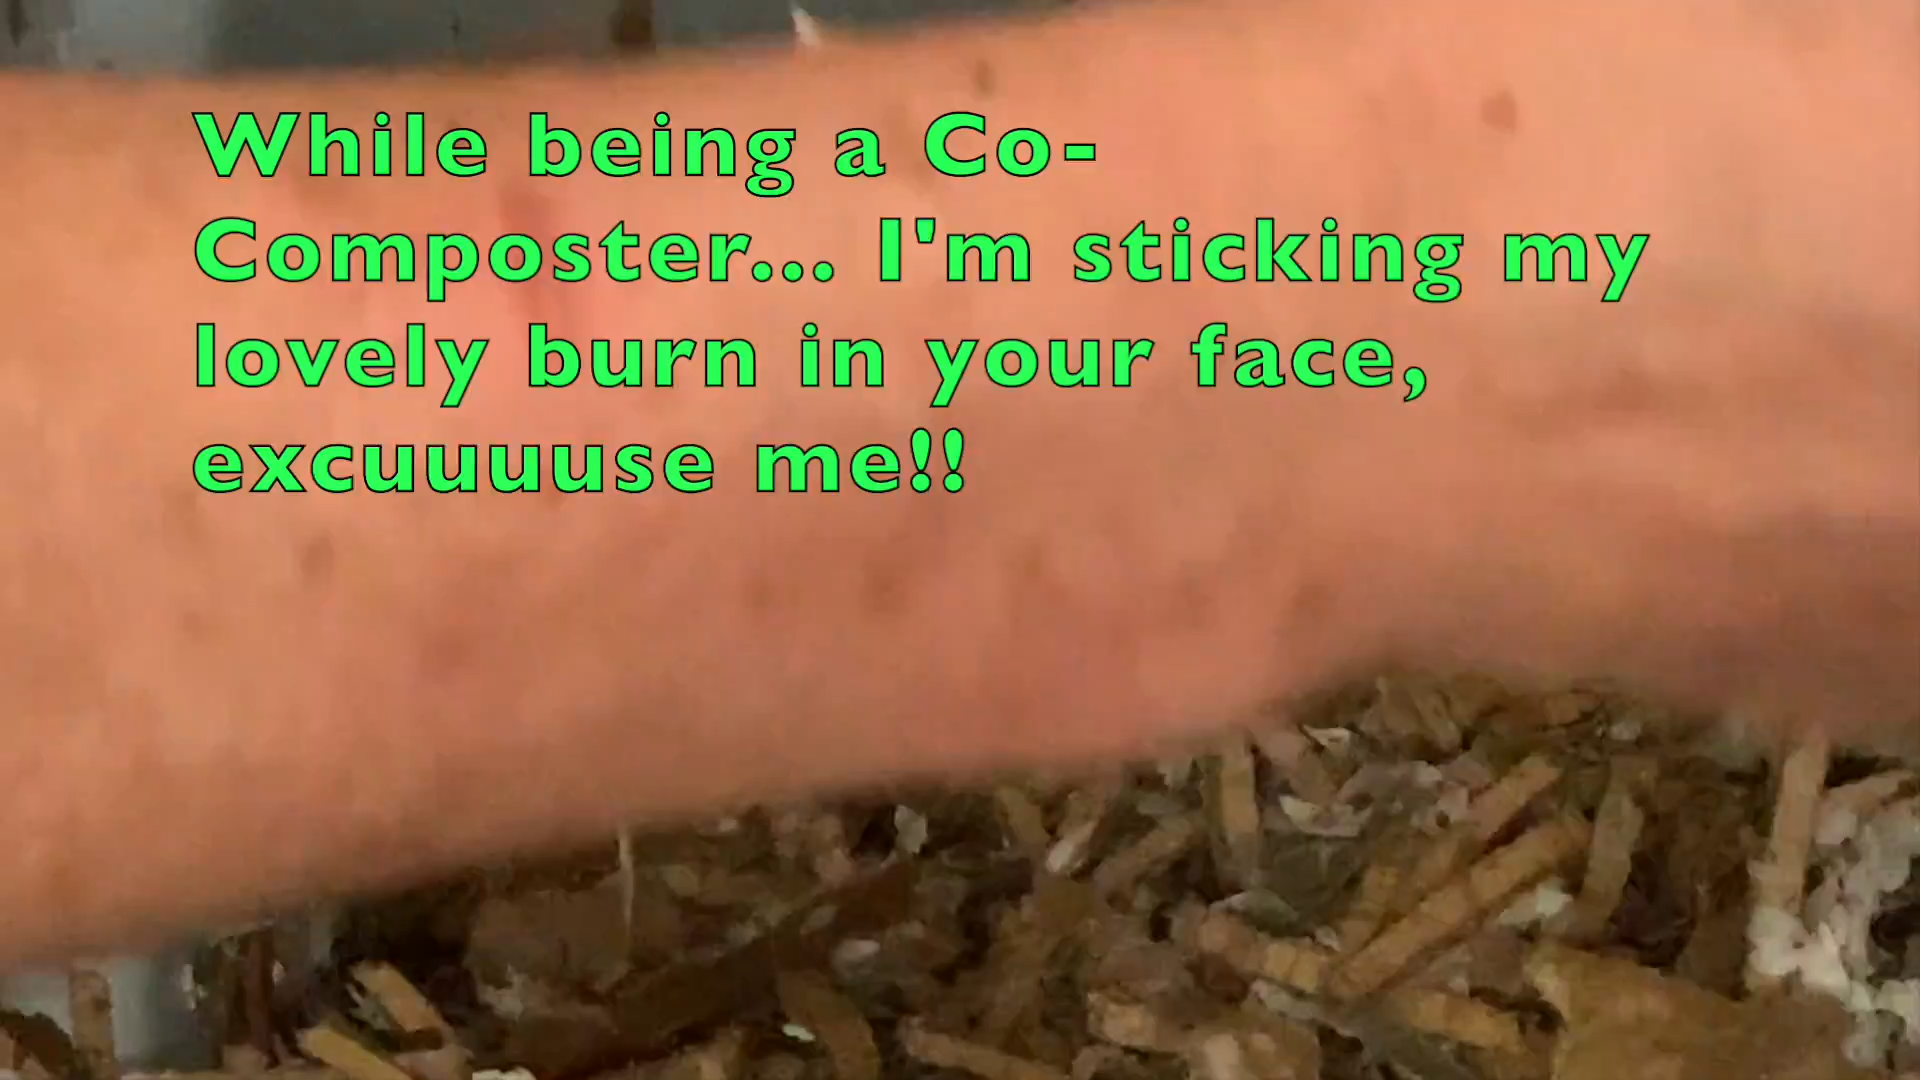 While being a Co-
Composter... I'm sticking my
lovely burn in your face,
excuuuuse me!!